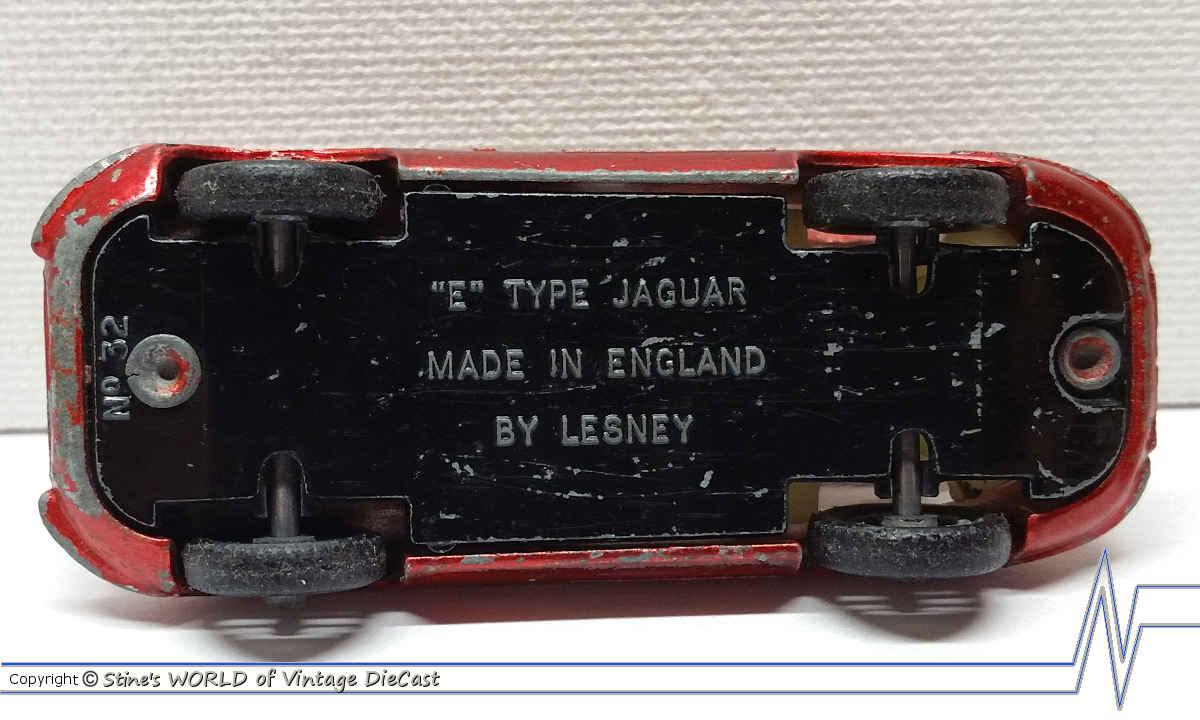 "E" TYPE JAGUAR
MADE IN ENGLAND
BY LESNEY
Nº 32
Copyright © Stine's WORLD of Vintage DieCast